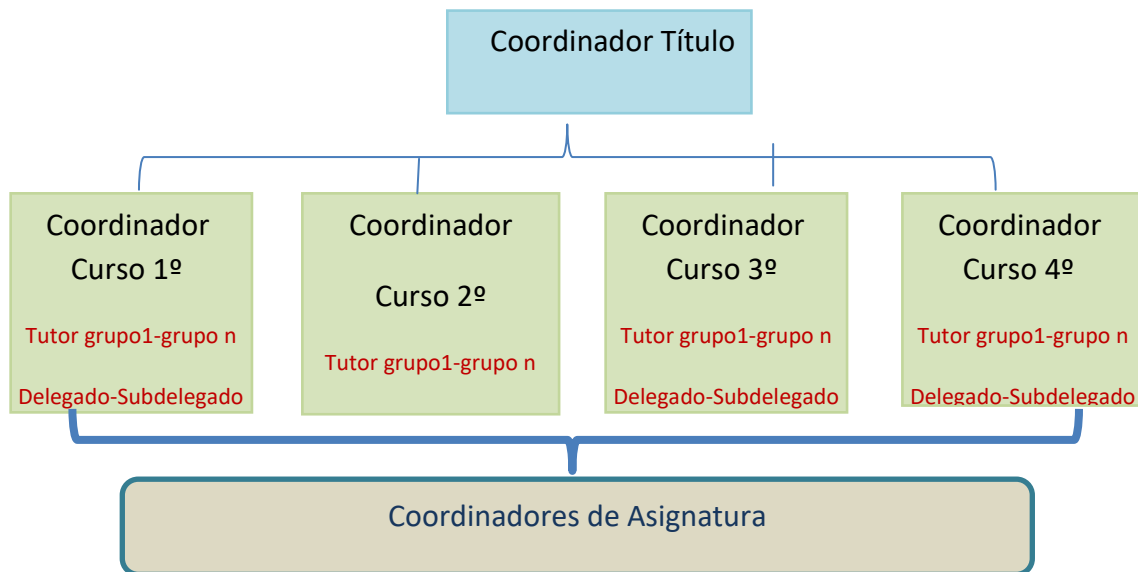 Coordinador Título
Coordinador
Curso 1º
Tutor grupo1-grupo n
Delegado-Subdelegado
Coordinador
Curso 2º
Tutor grupo1-grupo n
Coordinador
Curso 3º
Tutor grupo1-grupo n
Delegado-Subdelegado
Coordinador
Curso 4º
Tutor grupo1-grupo n
Delegado-Subdelegado
Coordinadores de Asignatura